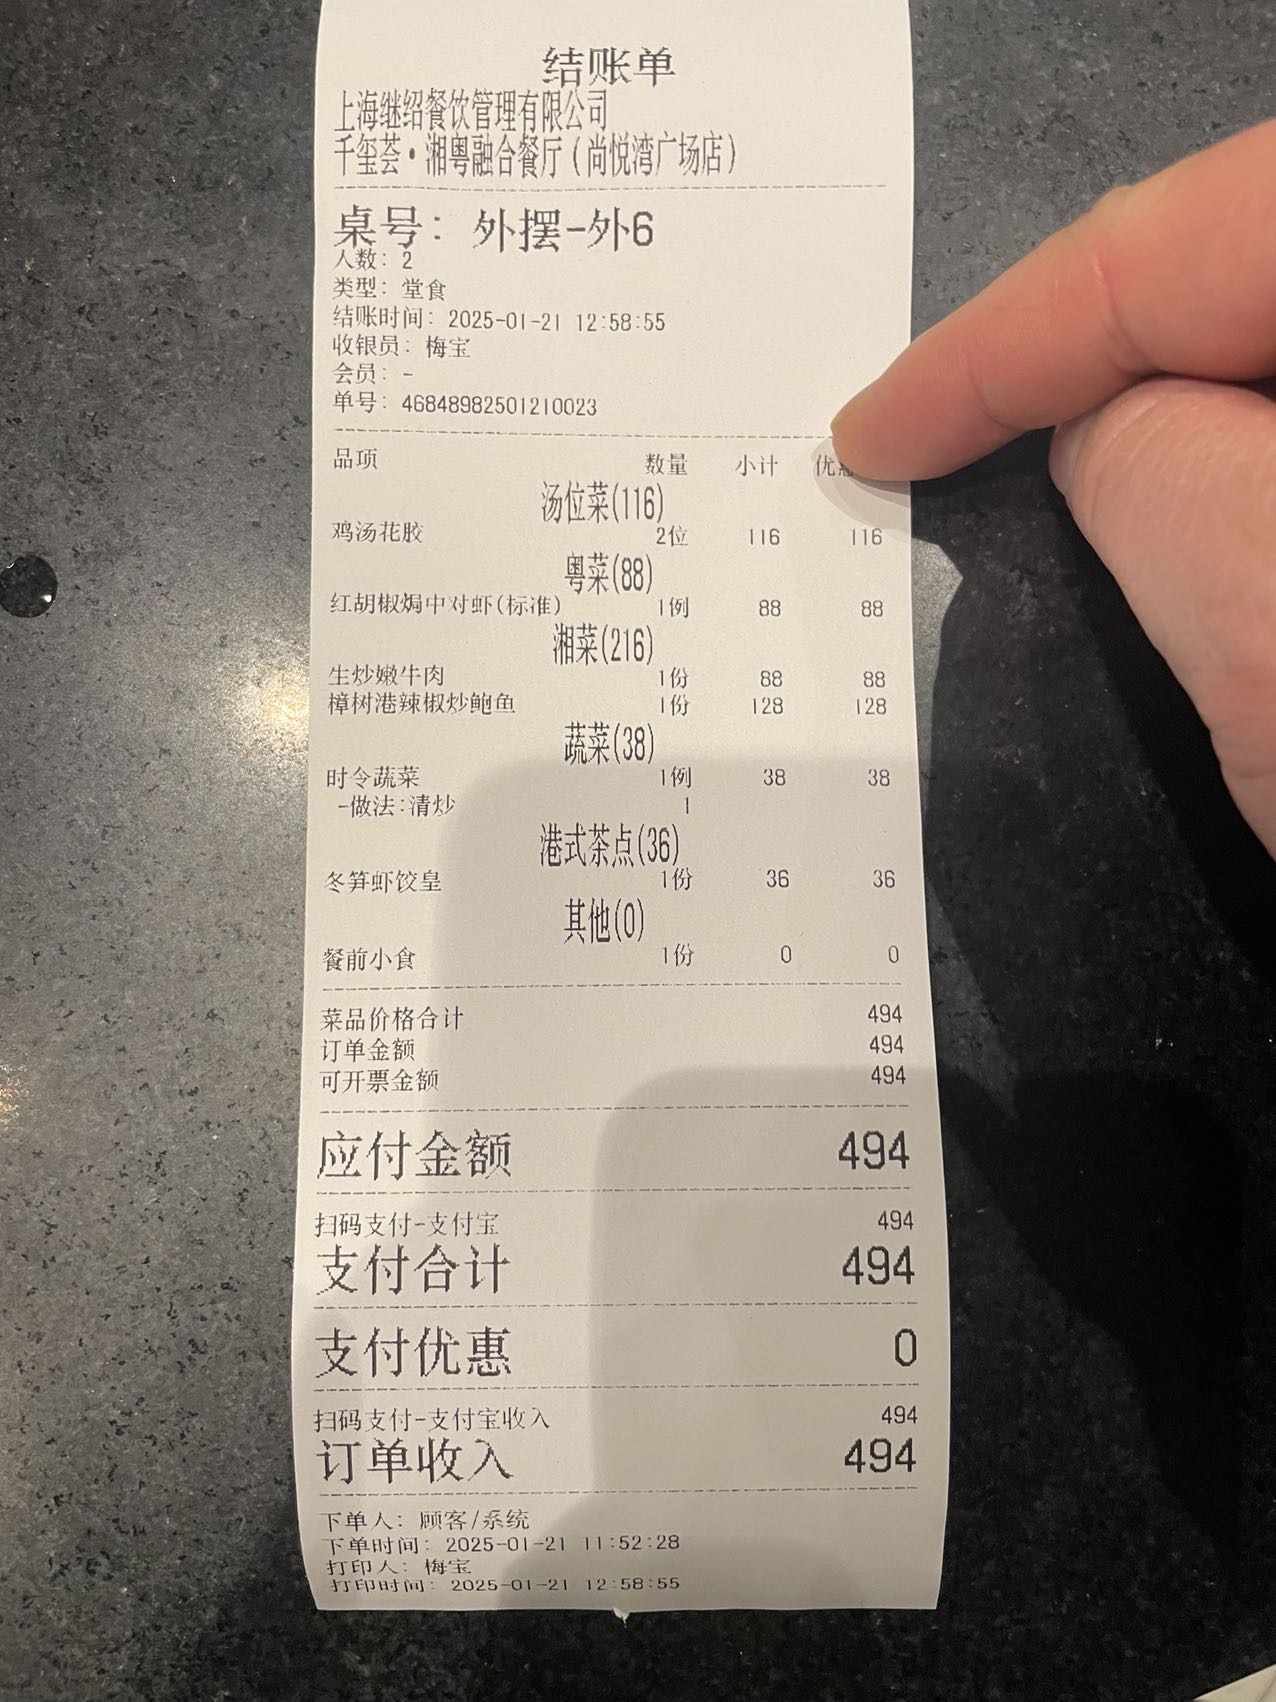 结账单
上海继绍餐饮管理有限公司
千玺荟·湘粤融合餐厅(尚悦湾广场店)
桌号: 外摆-外6
人数: 2
类型: 堂食
结账时间: 2025-01-21 12:58:55
收银员: 梅宝
会员: -
单号: 46848982501210023
品项 数量 小计 优惠
汤位菜(116)
鸡汤花胶 2位 116 116
粤菜(88)
红胡椒焗中对虾(标准) 1例 88 88
湘菜(216)
生炒嫩牛肉 1份 88 88
樟树港辣椒炒鲍鱼 1份 128 128
蔬菜(38)
时令蔬菜 1例 38 38
-做法:清炒 1
港式茶点(36)
冬笋虾饺皇 1份 36 36
其他(0)
餐前小食 1份 0 0
菜品价格合计 494
订单金额 494
可开票金额 494
应付金额 494
扫码支付-支付宝 494
支付合计 494
支付优惠 0
扫码支付-支付宝收入 494
订单收入 494
下单人: 顾客/系统
下单时间: 2025-01-21 11:52:28
打印人: 梅宝
打印时间: 2025-01-21 12:58:55